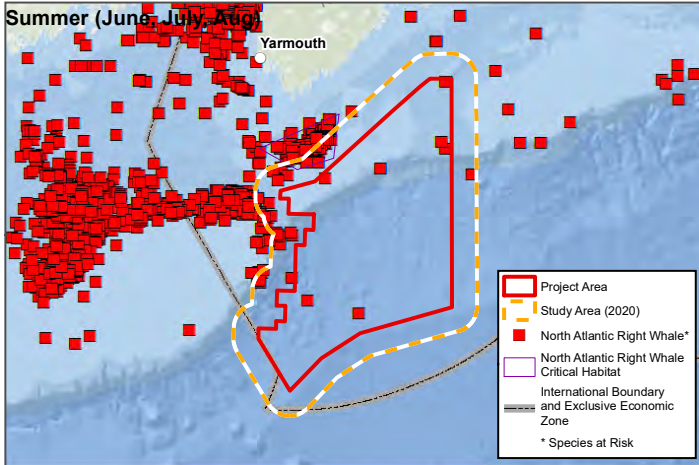 Summer (June, July, Aug)
Yarmouth
Project Area
Study Area (2020)
North Atlantic Right Whale*
North Atlantic Right Whale
Critical Habitat
International Boundary
and Exclusive Economic
Zone
* Species at Risk